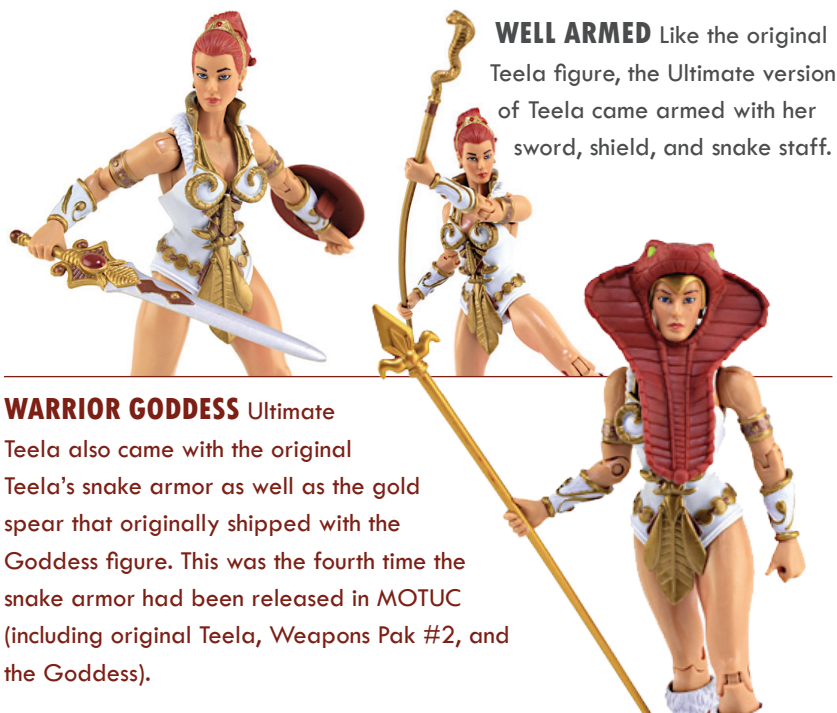 WELL ARMED Like the original
Teela figure, the Ultimate version
of Teela came armed with her
sword, shield, and snake staff.
WARRIOR GODDESS Ultimate
Teela also came with the original
Teela’s snake armor as well as the gold
spear that originally shipped with the
Goddess figure. This was the fourth time the
snake armor had been released in MOTUC
(including original Teela, Weapons Pak #2, and
the Goddess).